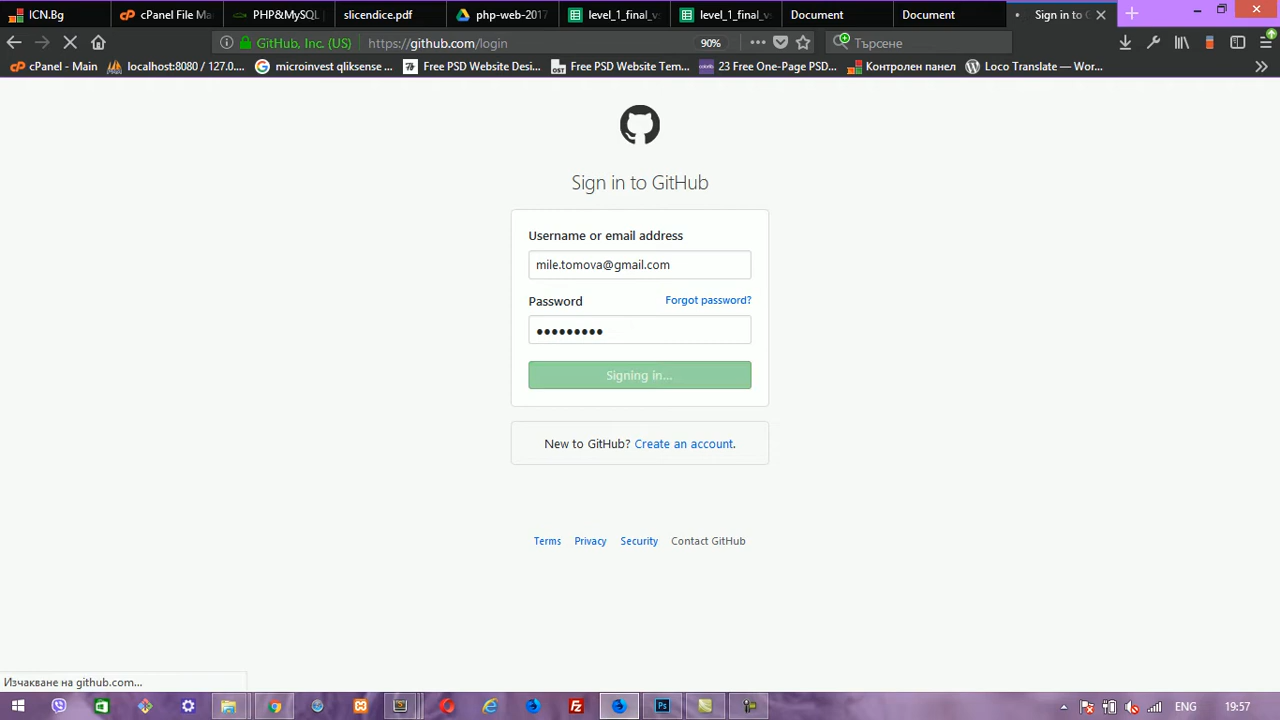 ICN.Bg
cPanel File Ma
PHP&MySQL
slicendice.pdf
php-web-2017
level_1_final_v
level_1_final_v
Document
Document
Sign in to G
GitHub, Inc. (US)
https://github.com/login
90%
Търсене
cPanel - Main
localhost:8080 / 127.0...
microinvest qliksense...
Free PSD Website Desi...
Free PSD Website Tem...
23 Free One-Page PSD...
Контролен панел
Loco Translate — Wor...
Sign in to GitHub
Username or email address
mile.tomova@gmail.com
Password
Forgot password?
Signing in...
New to GitHub? Create an account.
Terms
Privacy
Security
Contact GitHub
Изчакване на github.com...
ENG
19:57